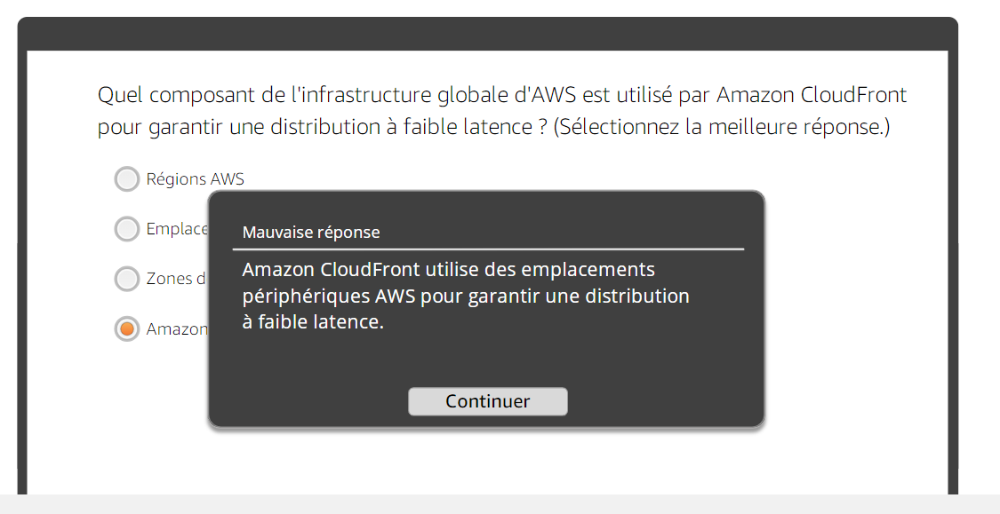 Quel composant de l'infrastructure globale d'AWS est utilisé par Amazon CloudFront
pour garantir une distribution à faible latence ? (Sélectionnez la meilleure réponse.)
Régions AWS
Emplace
Zones d
Amazon
Mauvaise réponse
Amazon CloudFront utilise des emplacements
périphériques AWS pour garantir une distribution
à faible latence.
Continuer